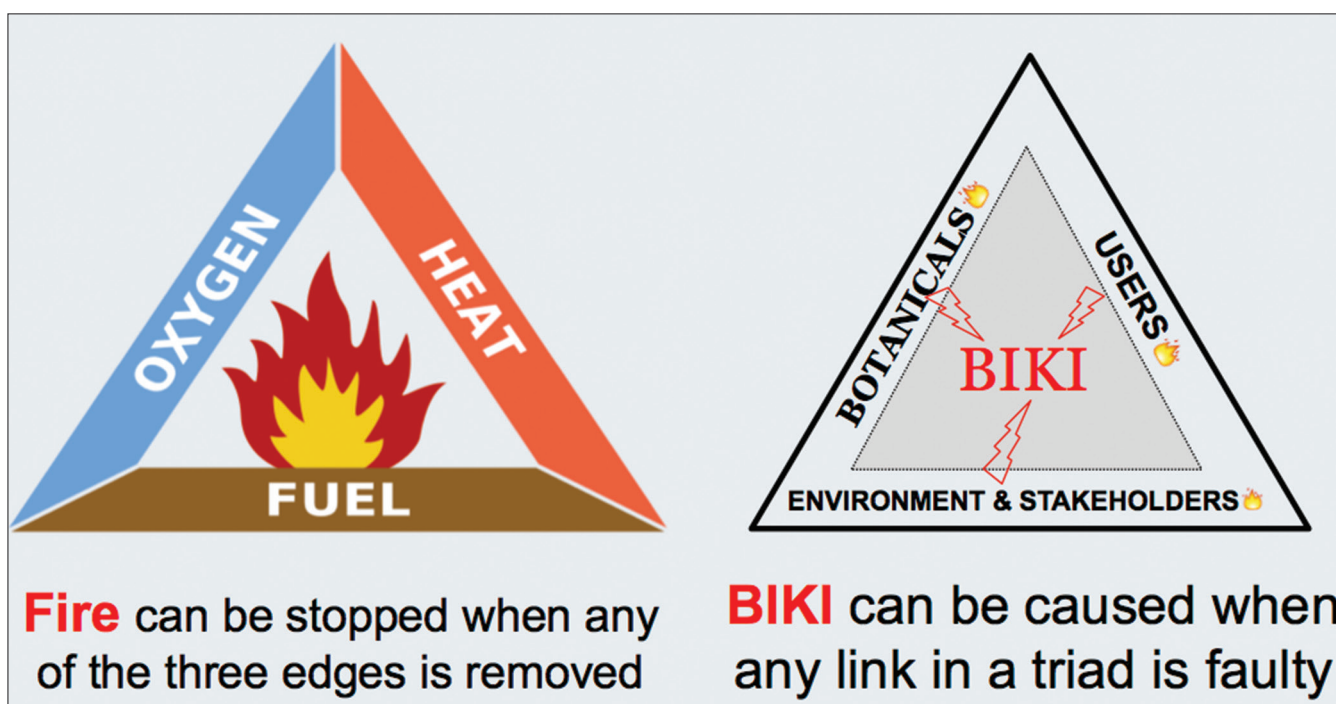 OXYGEN
HEAT
FUEL
Fire can be stopped when any
of the three edges is removed
BOTANICALS
USERS
BIKI
ENVIRONMENT & STAKEHOLDERS
BIKI can be caused when
any link in a triad is faulty